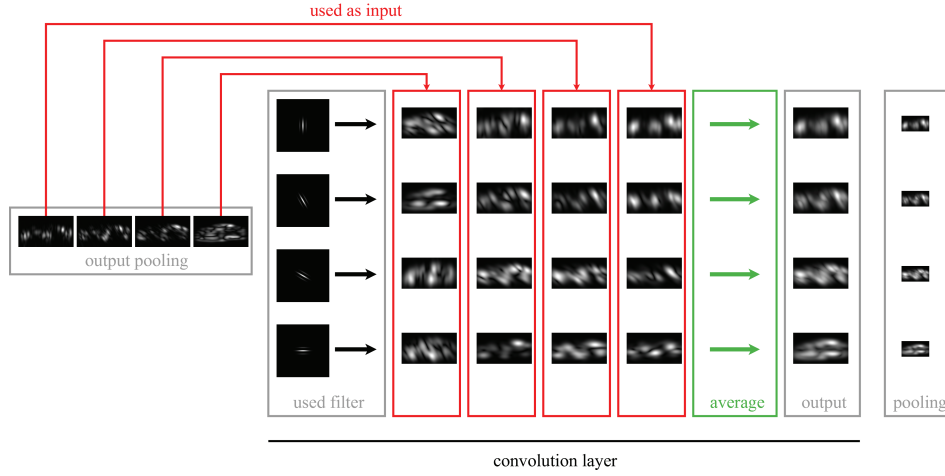 used as input
output pooling
used filter
average
output
pooling
convolution layer